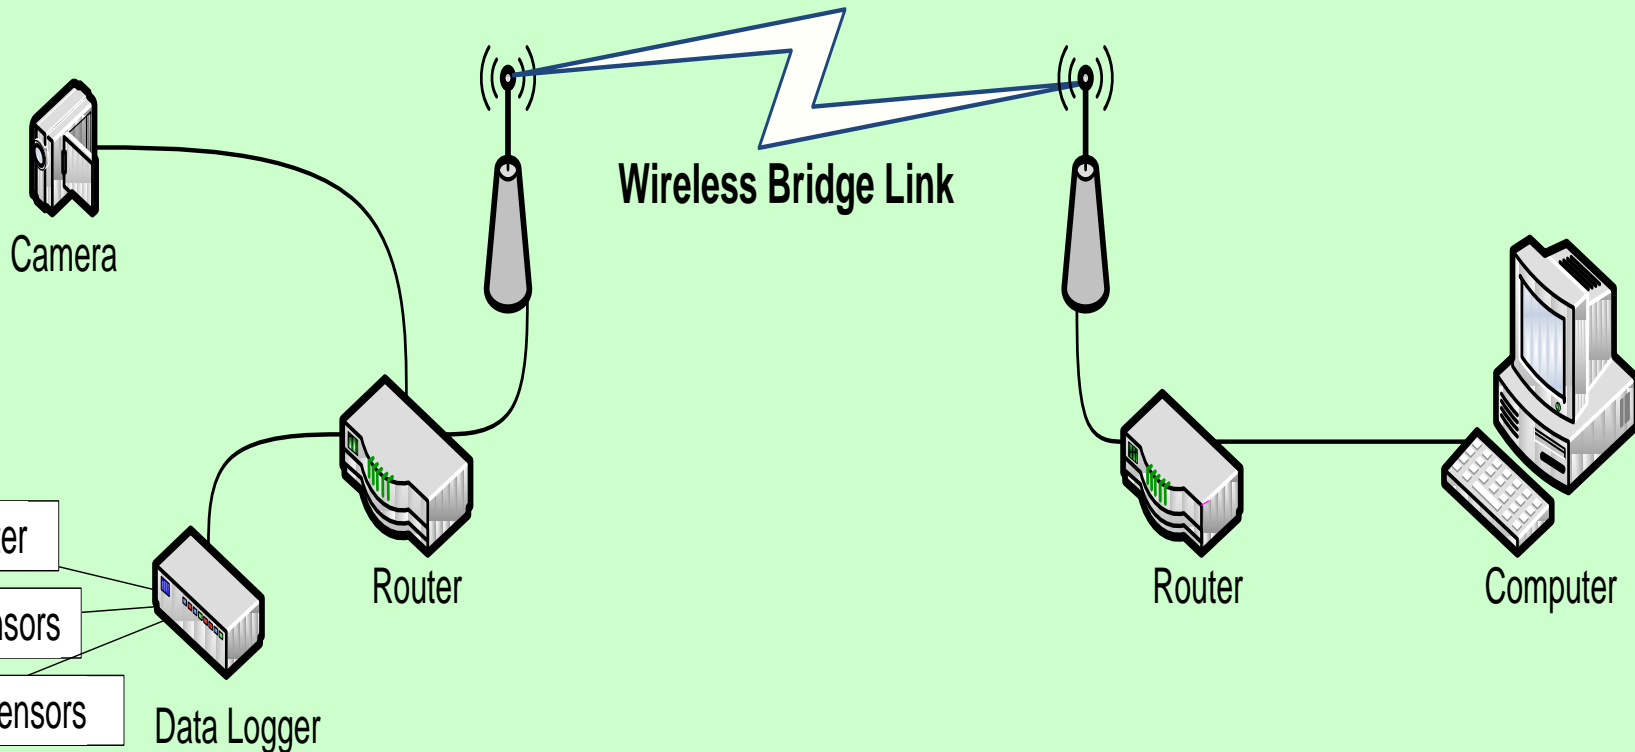 Wireless Bridge Link
Camera
Router
Router
Computer
Data Logger